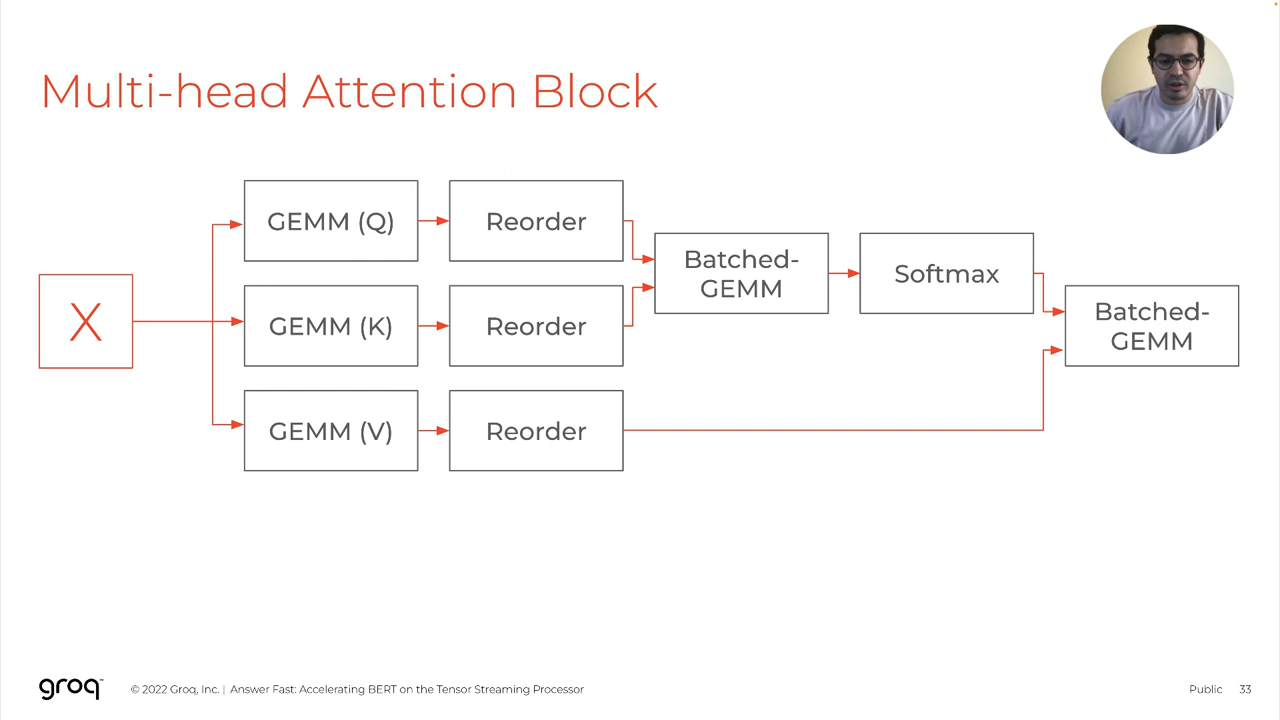 Multi-head Attention Block
X
GEMM (Q)
Reorder
GEMM (K)
Reorder
GEMM (V)
Reorder
Batched-
GEMM
Softmax
Batched-
GEMM
groq™
© 2022 Groq, Inc. | Answer Fast: Accelerating BERT on the Tensor Streaming Processor
Public 33